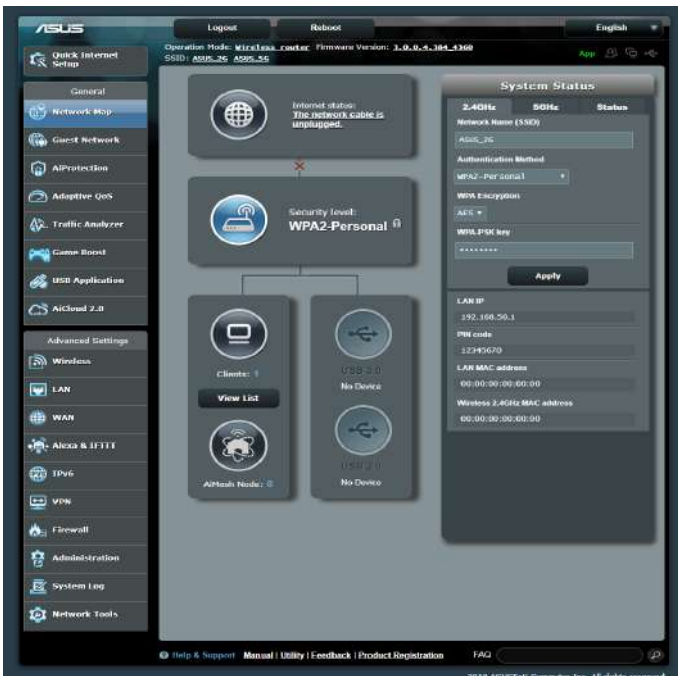 ASUS
Logout
Reboot
English
Quick Internet
Setup
Operation Mode: Wireless router Firmware Version: 3.0.0.4.384_4360
SSID: ASUS_2G ASUS_5G
App
General
Network Map
Guest Network
AiProtection
Adaptive QoS
Traffic Analyzer
Game Boost
USB Application
AiCloud 2.0
Advanced Settings
Wireless
LAN
WAN
Alexa & IFTTT
IPv6
VPN
Firewall
Administration
System Log
Network Tools
Internet status:
The network cable is
unplugged.
Security level:
WPA2-Personal
Clients: 1
View List
AiMesh Node: 0
USB 3.0
No Device
USB 2.0
No Device
System Status
2.4GHz
5GHz
Status
Network Name (SSID)
ASUS_2G
Authentication Method
WPA2-Personal
WPA Encryption
AES
WPA-PSK key
••••••••
Apply
LAN IP
192.168.50.1
PIN code
12345670
LAN MAC address
00:00:00:00:00:00
Wireless 2.4GHz MAC address
00:00:00:00:00:00
Help & Support Manual | Utility | Feedback | Product Registration
FAQ